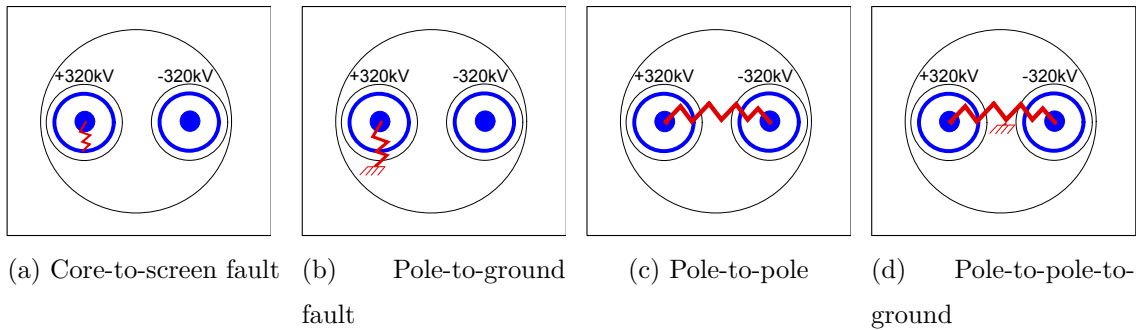 +320kV -320kV
+320kV -320kV
+320kV -320kV
+320kV -320kV
(a) Core-to-screen fault
(b) Pole-to-ground
fault
(c) Pole-to-pole
(d) Pole-to-pole-to-
ground